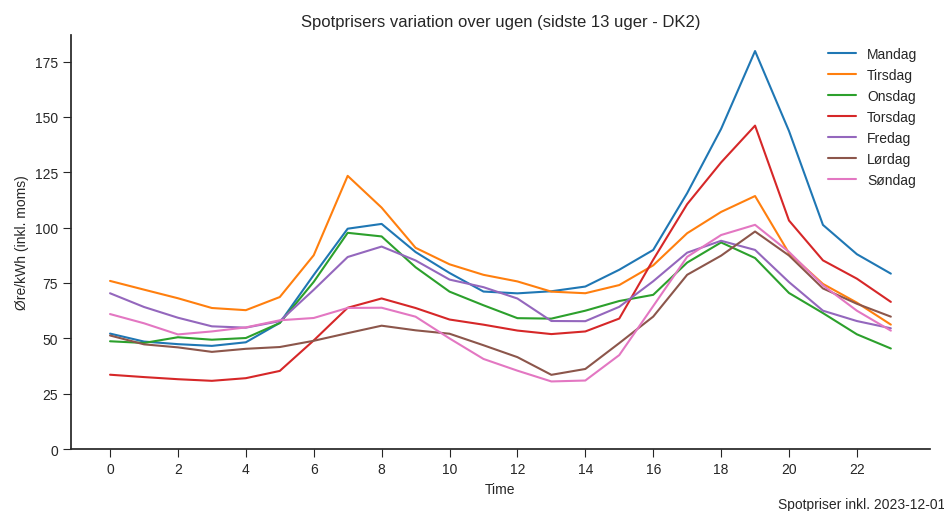 Spotprisers variation over ugen (sidste 13 uger - DK2)
Øre/kWh (inkl. moms)
175
150
125
100
75
50
25
0
0 2 4 6 8 10 12 14 16 18 20 22
Time
Mandag
Tirsdag
Onsdag
Torsdag
Fredag
Lørdag
Søndag
Spotpriser inkl. 2023-12-01